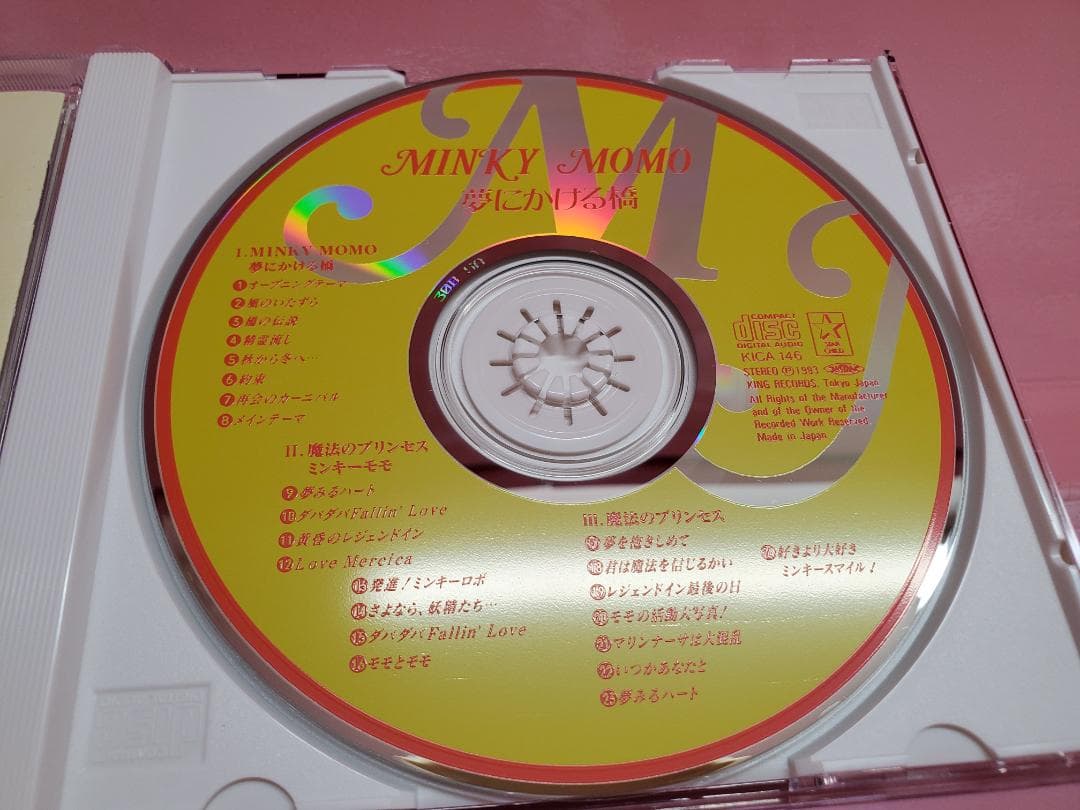 MINKY MOMO
夢にかける橋
I.MINKY MOMO
夢にかける橋
1 オープニングテーマ
2 風のいたずら
3 橋の伝説
4 精霊流し
5 秋から冬へ…
6 約束
7 再会のカーニバル
8 メインテーマ
II.魔法のプリンセス
ミンキーモモ
9 夢みるハート
10 ダバダバFallin' Love
11 黄昏のレジェンドイン
12 Love Mercica
13 発進!ミンキーロボ
14 さよなら、妖精たち…
15 ダバダバFallin' Love
16 モモとモモ
III.魔法のプリンセス
17 夢を抱きしめて
18 君は魔法を信じるかい
19 レジェンドイン最後の日
20 モモの活動大写真!
21 マリンナーサは大混乱
22 いつかあなたと
23 夢みるハート
24 好きより大好き
ミンキースマイル!
COMPACT
disc
DIGITAL AUDIO
KICA 146
STAR
CHILD
STEREO Ⓟ1993
KING RECORDS, Tokyo Japan
All Rights of the Manufacturer
and of the Owner of the
Recorded Work Reserved.
Made in Japan